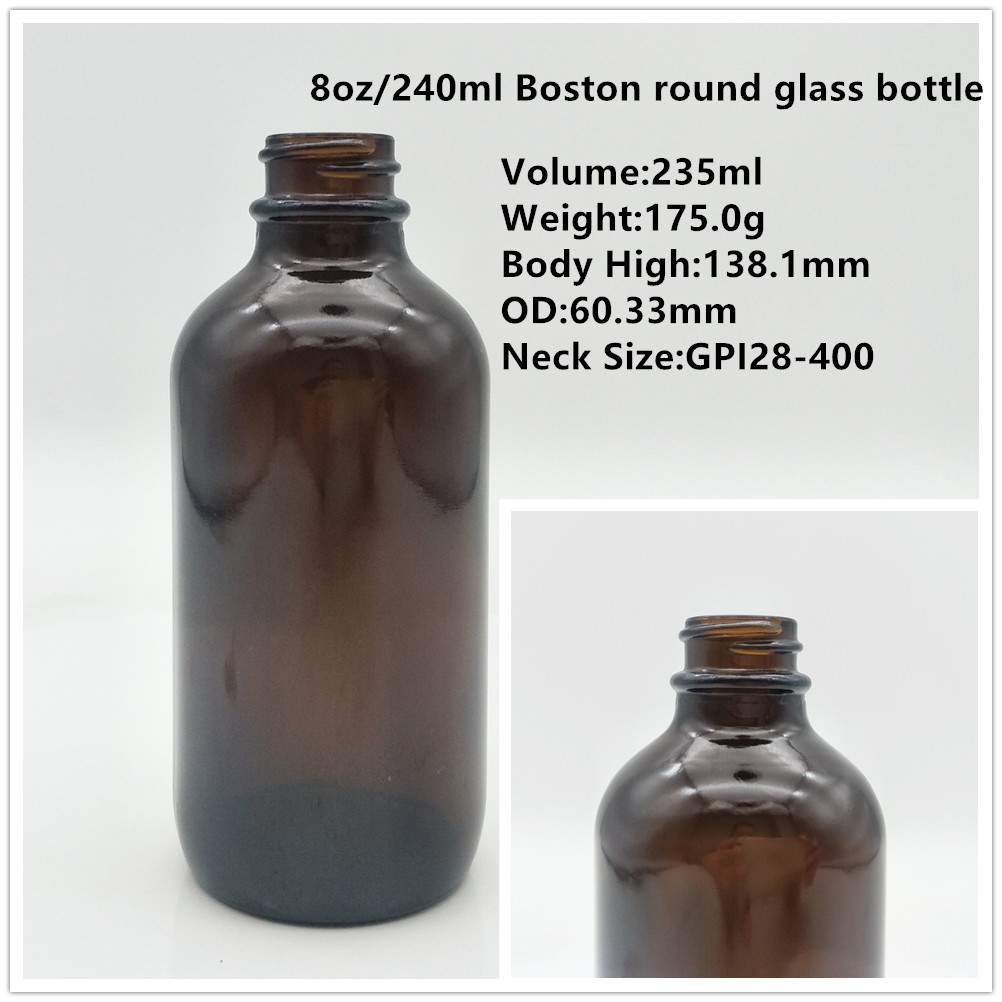 8oz/240ml Boston round glass bottle
Volume:235ml
Weight:175.0g
Body High:138.1mm
OD:60.33mm
Neck Size:GPI28-400